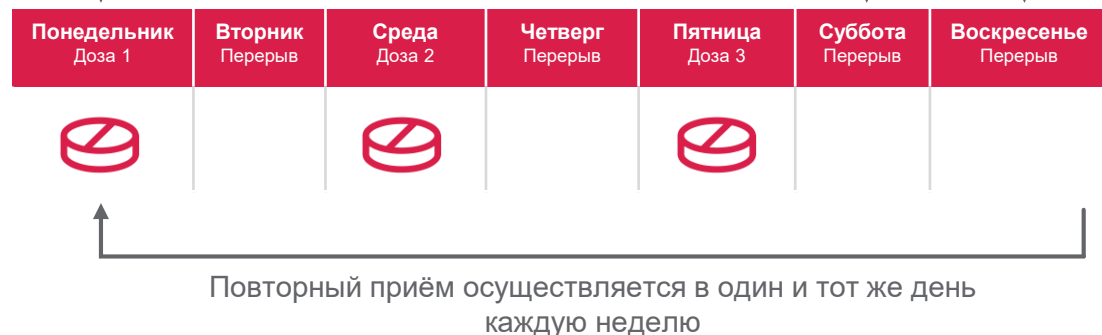 Понедельник Вторник Среда Четверг Пятница Суббота Воскресенье
Доза 1 Перерыв Доза 2 Перерыв Доза 3 Перерыв Перерыв
Повторный приём осуществляется в один и тот же день
каждую неделю